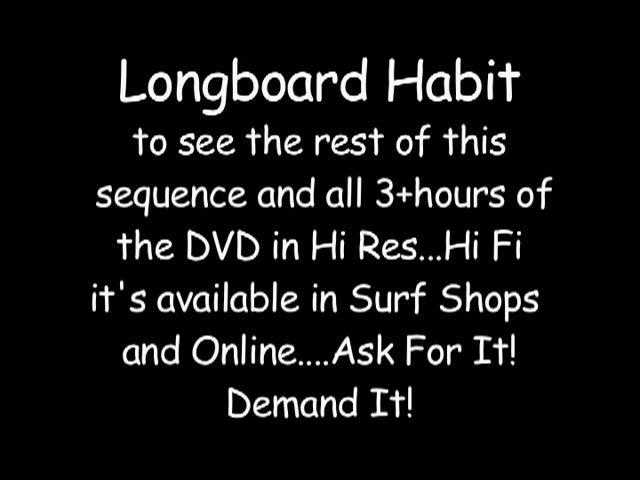 Longboard Habit
to see the rest of this
sequence and all 3+hours of
the DVD in Hi Res...Hi Fi
it's available in Surf Shops
and Online....Ask For It!
Demand It!